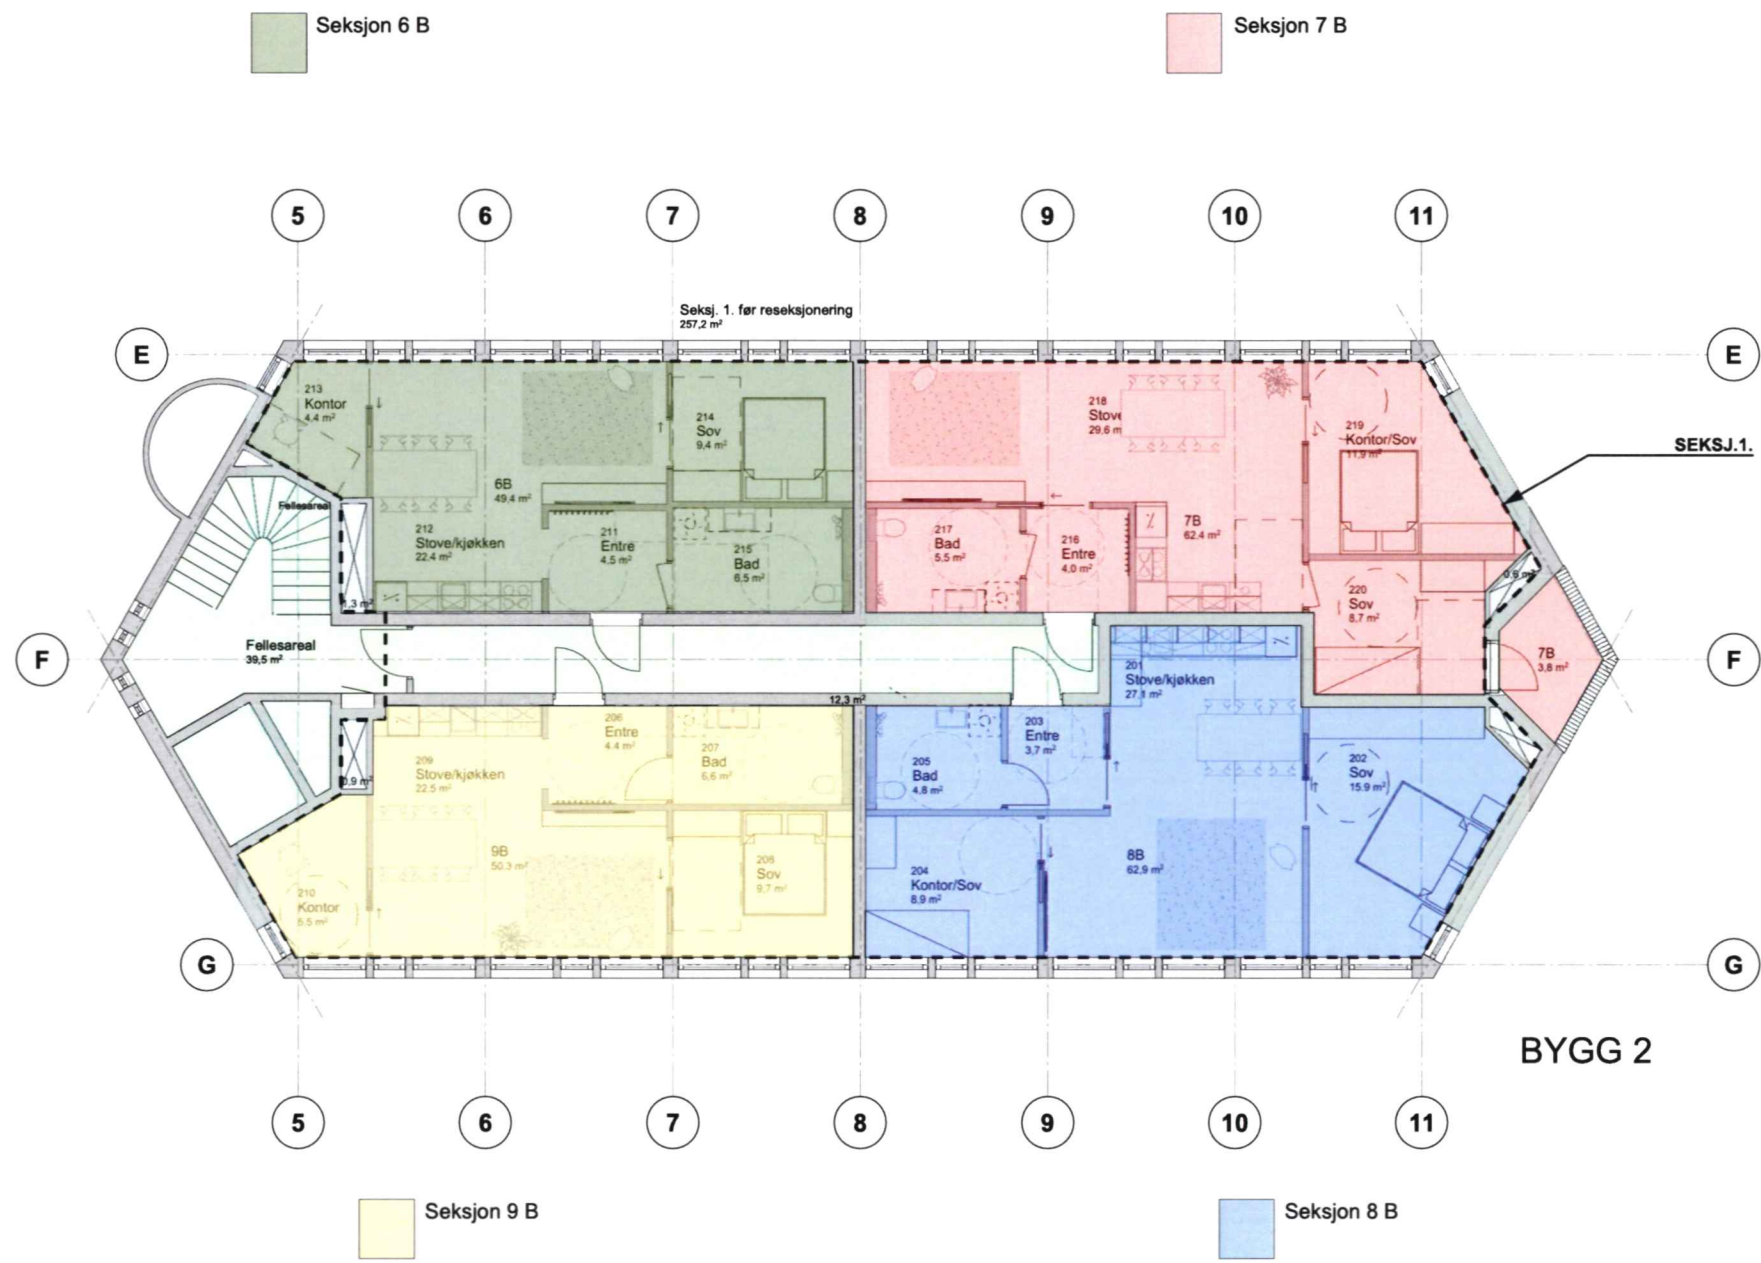 Seksjon 6 B
Seksjon 7 B
5
6
7
8
9
10
11
Seksj. 1. før reseksjonering
257,2 m²
E
E
213
Kontor
4,4 m²
214
Sov
9,4 m²
218
Stove
29,6 m
219
Kontor/Sov
11,9 m²
SEKSJ.1.
6B
49,4 m²
Fellesareal
212
Stove/kjøkken
22.4 m²
211
Entre
4,5 m²
215
Bad
6,5 m²
217
Bad
5,5 m²
216
Entre
4,0 m²
7B
62,4 m²
220
Sov
8,7 m²
0,6 m²
1,3 m²
F
Fellesareal
39,5 m²
7B
3,8 m²
F
201
Stove/kjøkken
27,1 m²
12,3 m²
206
Entre
4.4 m²
207
Bad
6,6 m²
203
Entre
3,7 m²
209
Stove/kjøkken
22.5 m²
0,9 m²
205
Bad
4,8 m²
202
Sov
15.9 m²
9B
50.3 m²
208
Sov
9,7 m²
8B
62,9 m²
204
Kontor/Sov
8,9 m²
210
Kontor
5,5 m²
G
G
BYGG 2
5
6
7
8
9
10
11
Seksjon 9 B
Seksjon 8 B